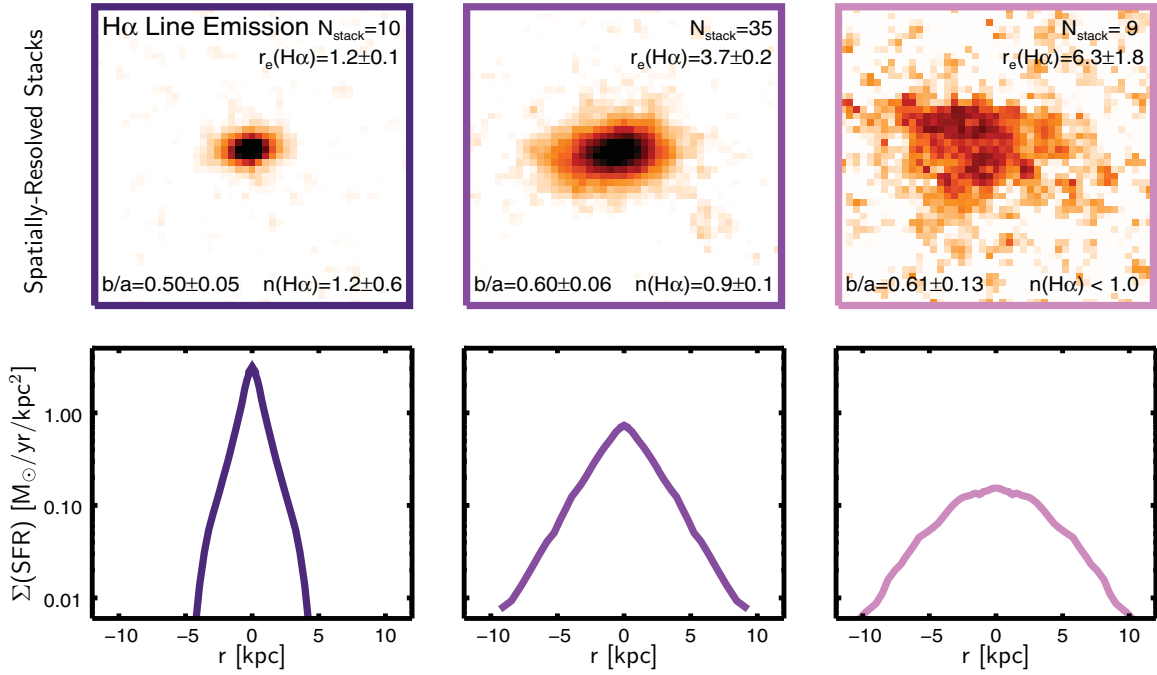 Spatially-Resolved Stacks
Hα Line Emission N_stack=10
r_e(Hα)=1.2±0.1
b/a=0.50±0.05 n(Hα)=1.2±0.6
N_stack=35
r_e(Hα)=3.7±0.2
b/a=0.60±0.06 n(Hα)=0.9±0.1
N_stack= 9
r_e(Hα)=6.3±1.8
b/a=0.61±0.13 n(Hα) < 1.0
Σ(SFR) [M⊙/yr/kpc²]
1.00
0.10
0.01
−10 −5 0 5 10
r [kpc]
−10 −5 0 5 10
r [kpc]
−10 −5 0 5 10
r [kpc]